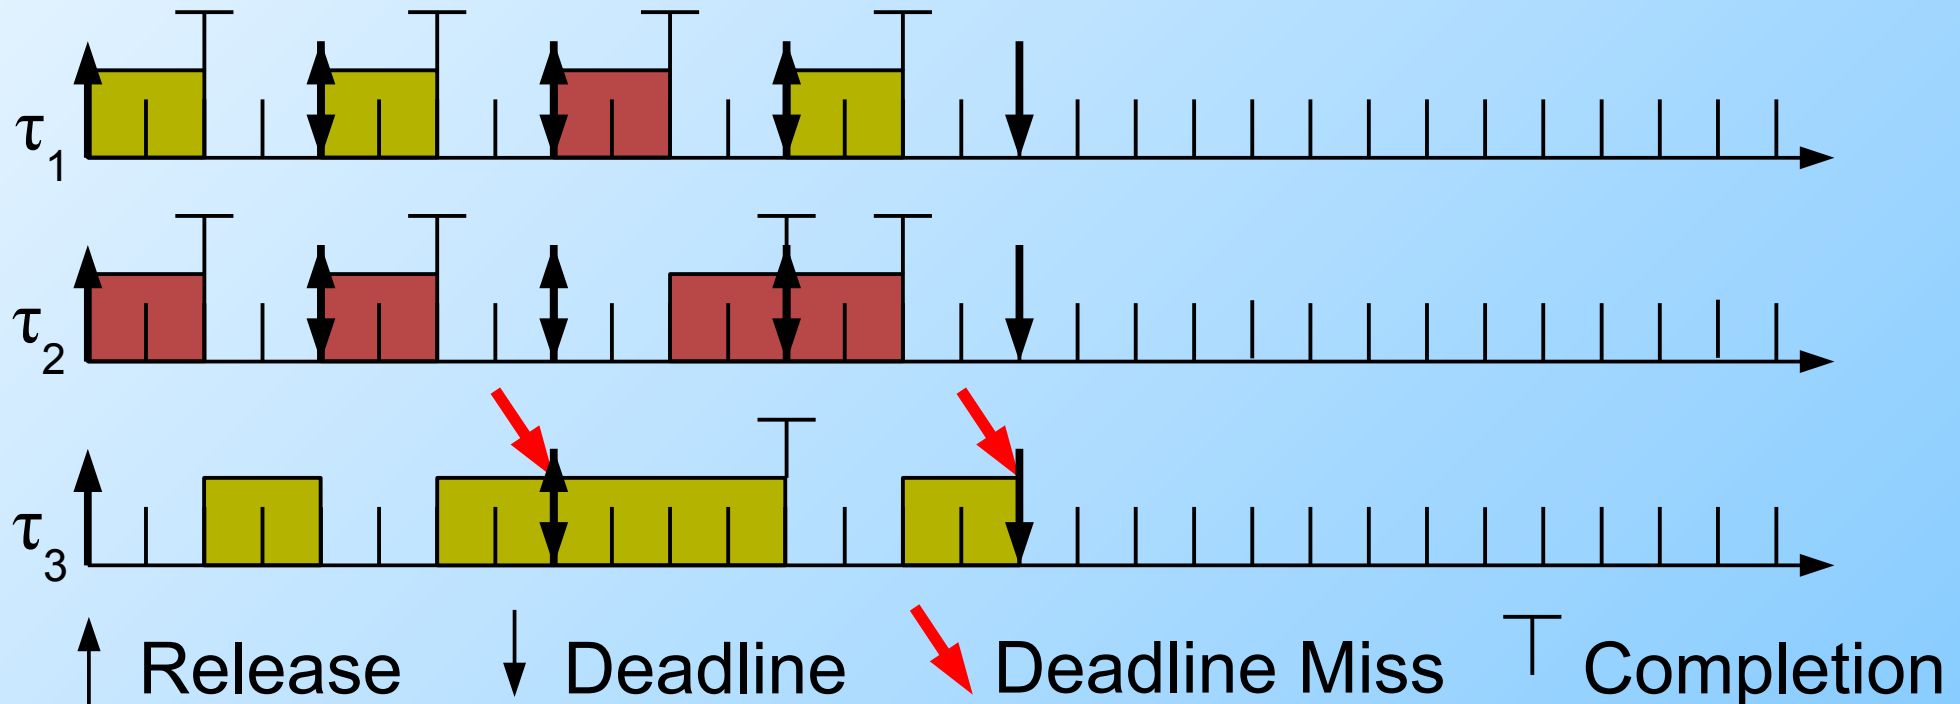 τ1
τ2
τ3
Release Deadline Deadline Miss Completion